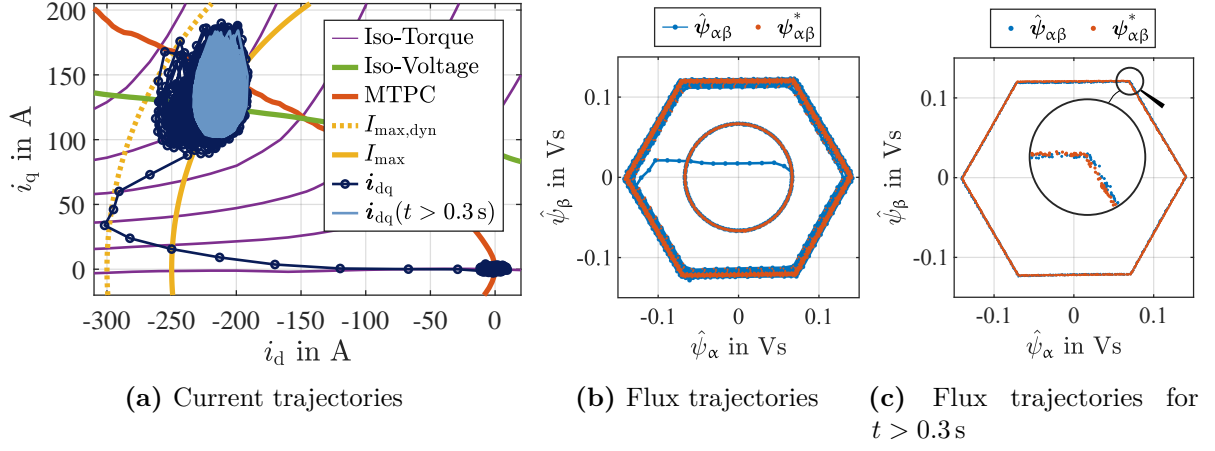 200
150
100
50
0
i_q in A
-300 -250 -200 -150 -100 -50 0
i_d in A
Iso-Torque
Iso-Voltage
MTPC
I_max,dyn
I_max
i_dq
i_dq(t > 0.3 s)
(a) Current trajectories
ψ̂_αβ ψ*_αβ
0.1
0
-0.1
ψ̂_β in Vs
-0.1 0 0.1
ψ̂_α in Vs
(b) Flux trajectories
ψ̂_αβ ψ*_αβ
0.1
0
-0.1
ψ̂_β in Vs
-0.1 0 0.1
ψ̂_α in Vs
(c) Flux trajectories for
t > 0.3 s